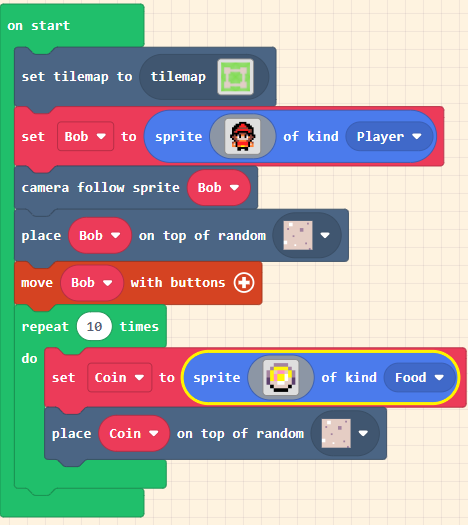 on start
set tilemap to tilemap
set Bob to sprite of kind Player
camera follow sprite Bob
place Bob on top of random
move Bob with buttons
repeat 10 times
do
set Coin to sprite of kind Food
place Coin on top of random